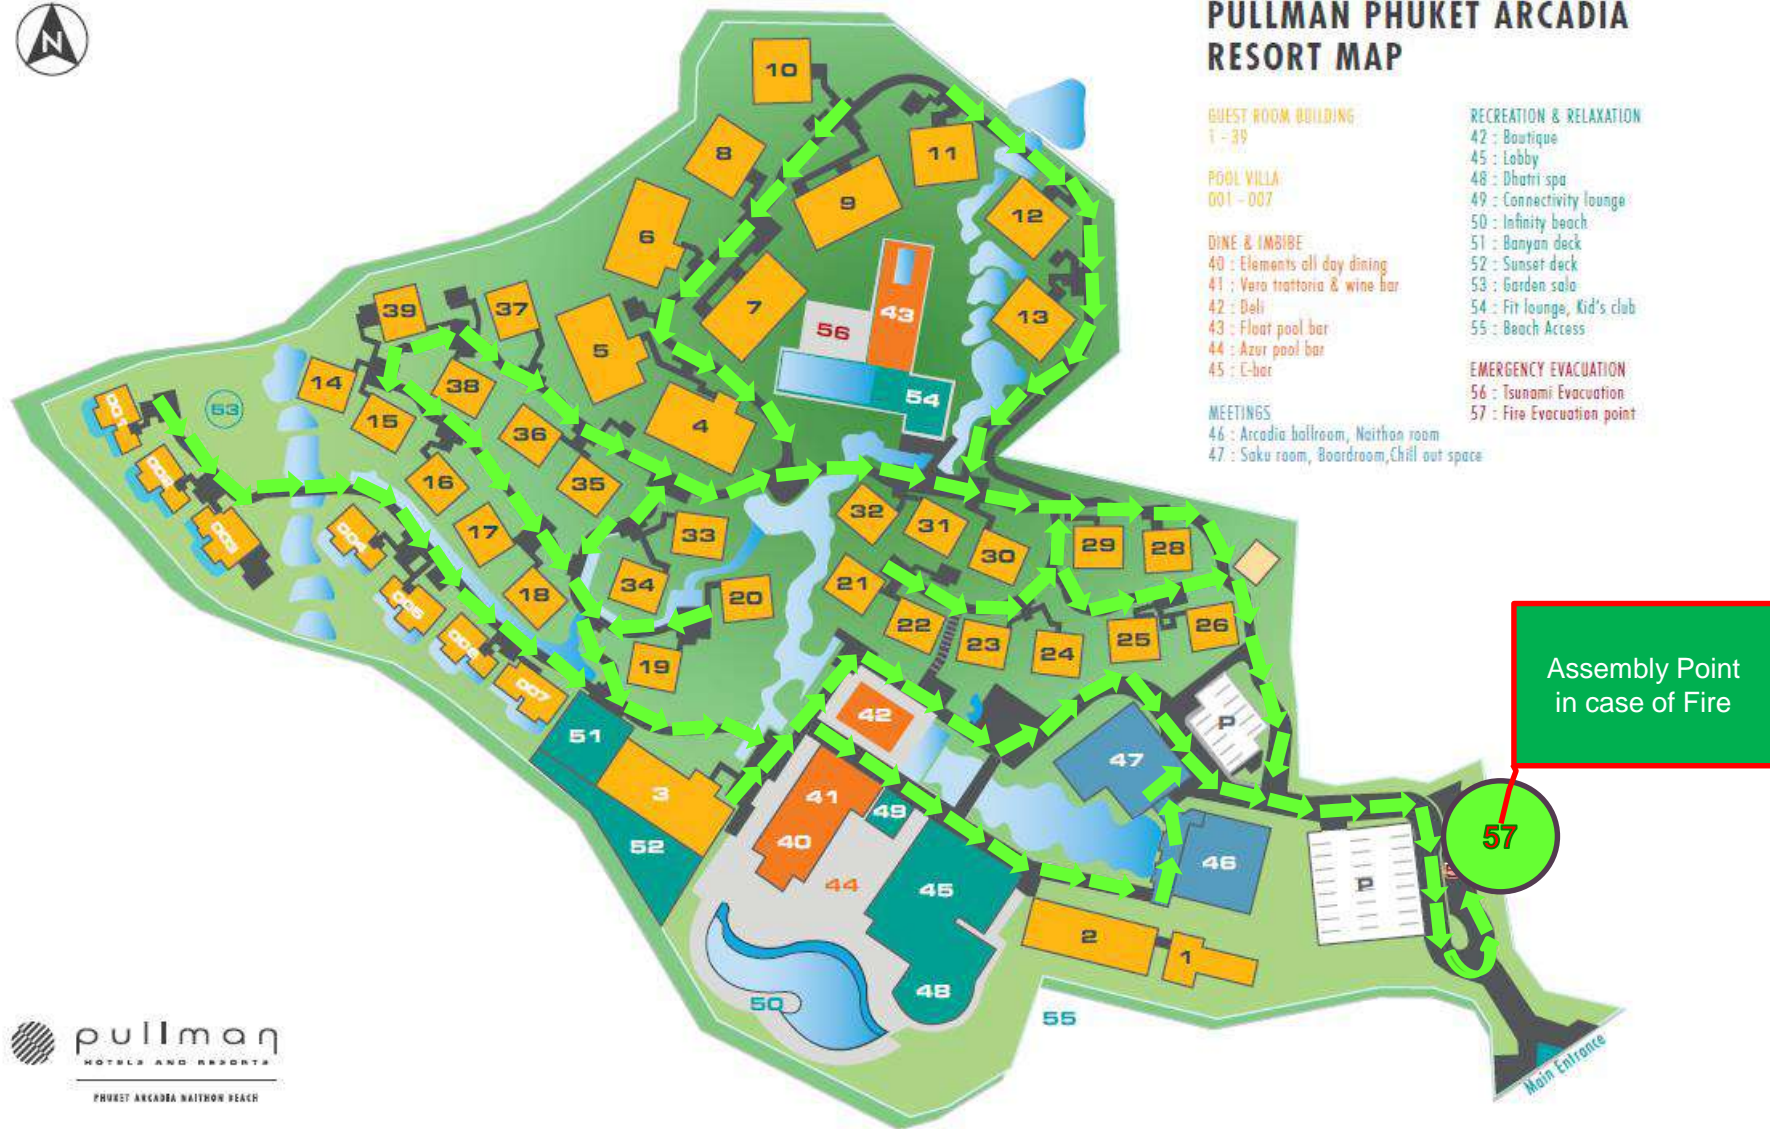 N
PULLMAN PHUKET ARCADIA
RESORT MAP
GUEST ROOM BUILDING
1 - 39
POOL VILLA
001 - 007
DINE & IMBIBE
40 : Elements all day dining
41 : Vero trattoria & wine bar
42 : Deli
43 : Float pool bar
44 : Azur pool bar
45 : C-bar
MEETINGS
46 : Arcadia ballroom, Naithon room
47 : Saku room, Boardroom,Chill out space
RECREATION & RELAXATION
42 : Boutique
45 : Lobby
48 : Dhatri spa
49 : Connectivity lounge
50 : Infinity beach
51 : Banyan deck
52 : Sunset deck
53 : Garden sala
54 : Fit lounge, Kid's club
55 : Beach Access
EMERGENCY EVACUATION
56 : Tsunami Evacuation
57 : Fire Evacuation point
10
8
11
9
12
6
7
43
13
56
39
37
5
54
14
38
4
001
53
15
36
002
16
35
32
31
003
004
17
33
30
29
28
34
20
21
18
005
22
23
24
25
26
006
19
007
42
P
51
47
3
41
49
57
52
40
46
44
45
P
2
1
50
48
55
Assembly Point
in case of Fire
Main Entrance
pullman
HOTELS AND RESORTS
PHUKET ARCADIA NAITHON BEACH